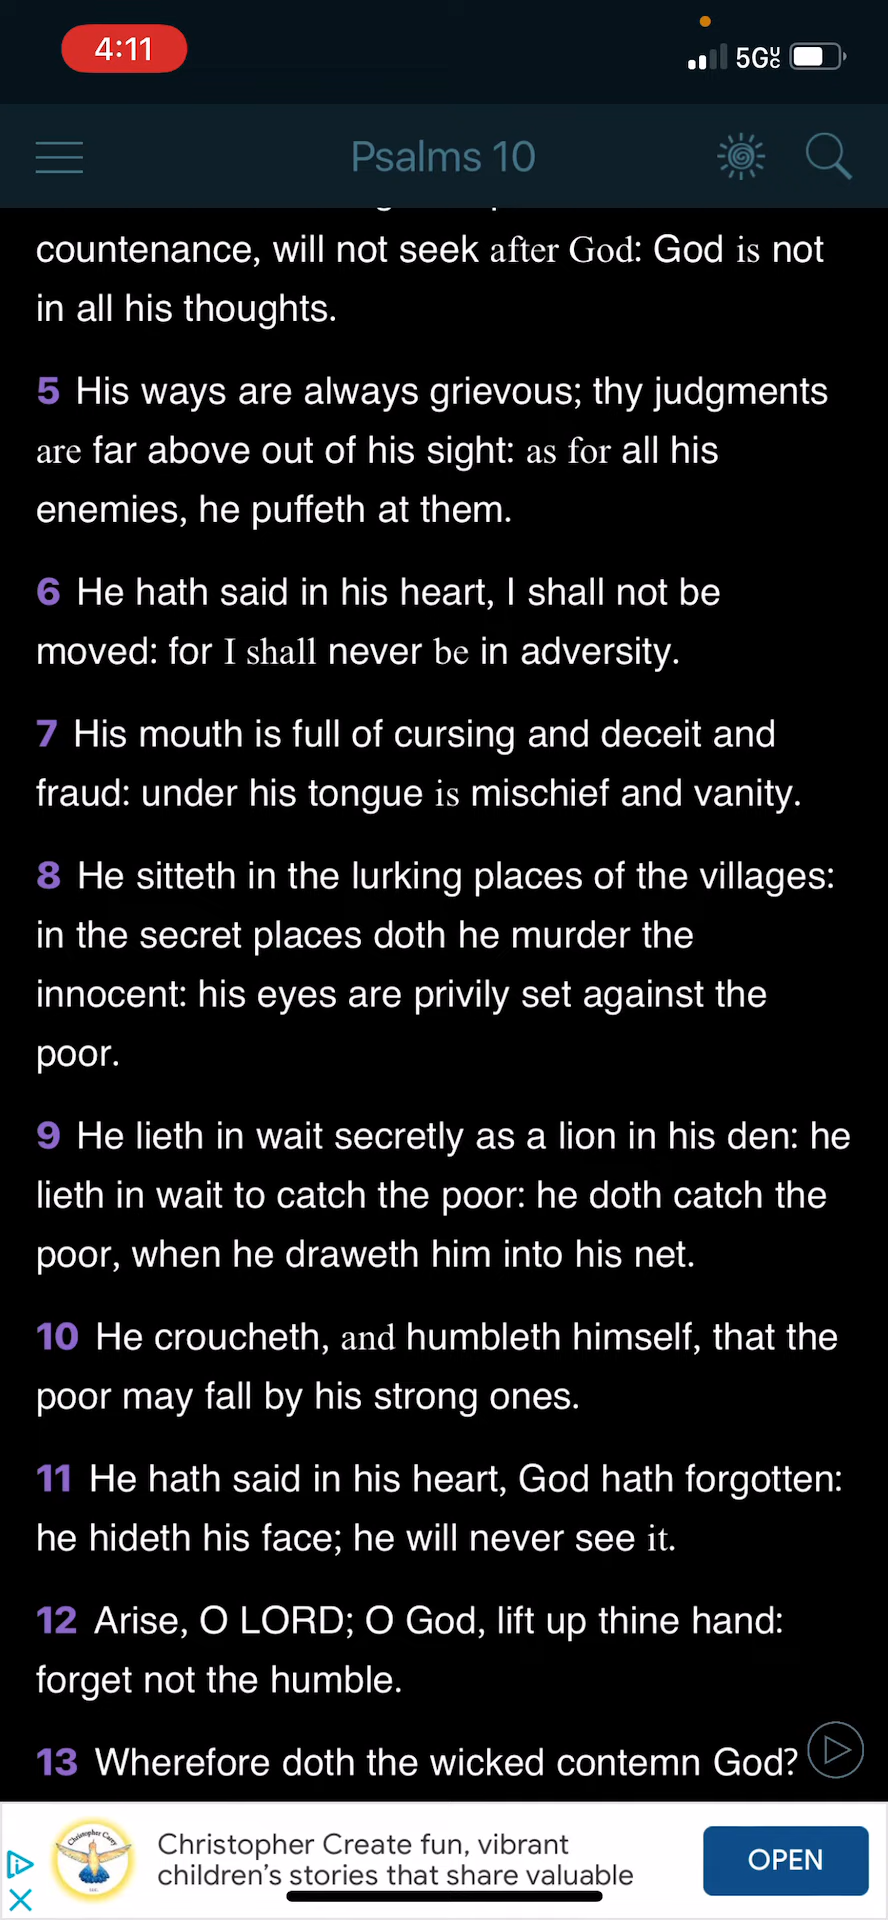 4:11
5G
Psalms 10
countenance, will not seek after God: God is not
in all his thoughts.
5 His ways are always grievous; thy judgments
are far above out of his sight: as for all his
enemies, he puffeth at them.
6 He hath said in his heart, I shall not be
moved: for I shall never be in adversity.
7 His mouth is full of cursing and deceit and
fraud: under his tongue is mischief and vanity.
8 He sitteth in the lurking places of the villages:
in the secret places doth he murder the
innocent: his eyes are privily set against the
poor.
9 He lieth in wait secretly as a lion in his den: he
lieth in wait to catch the poor: he doth catch the
poor, when he draweth him into his net.
10 He croucheth, and humbleth himself, that the
poor may fall by his strong ones.
11 He hath said in his heart, God hath forgotten:
he hideth his face; he will never see it.
12 Arise, O LORD; O God, lift up thine hand:
forget not the humble.
13 Wherefore doth the wicked contemn God?
Christopher Create fun, vibrant
children's stories that share valuable
OPEN